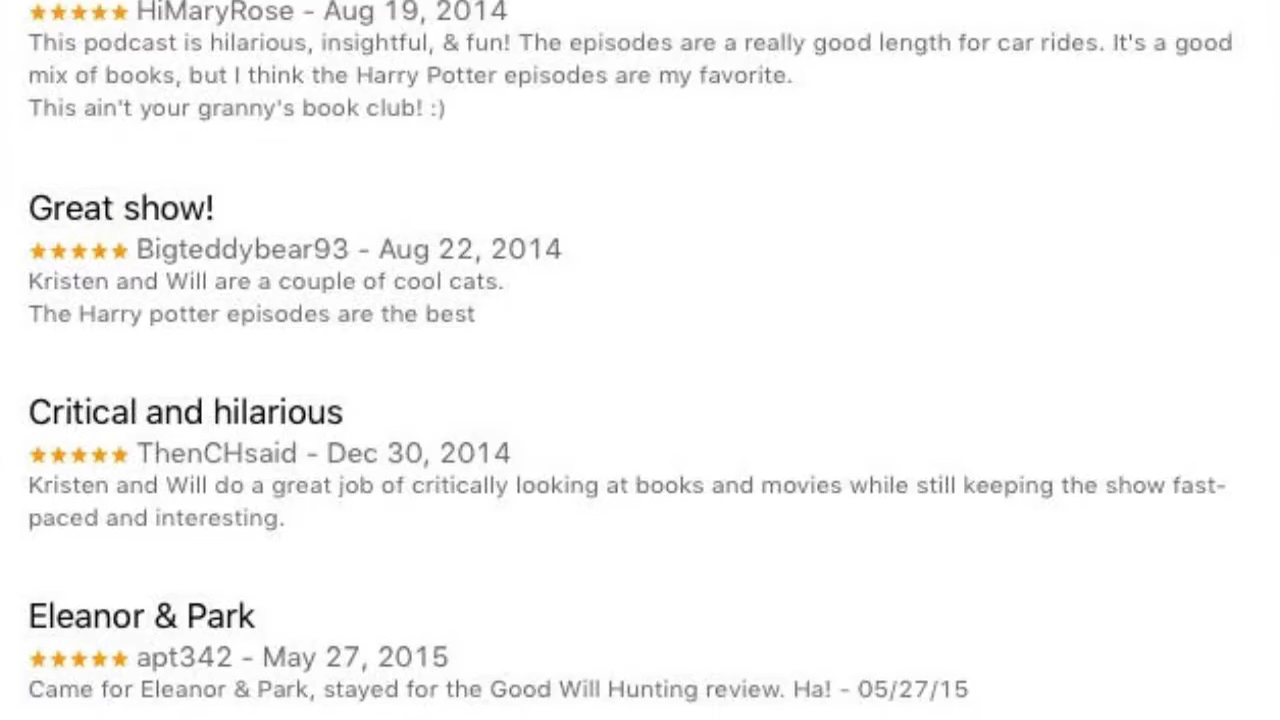 ★★★★★ HiMaryRose - Aug 19, 2014
This podcast is hilarious, insightful, & fun! The episodes are a really good length for car rides. It's a good
mix of books, but I think the Harry Potter episodes are my favorite.
This ain't your granny's book club! :)
Great show!
★★★★★ Bigteddybear93 - Aug 22, 2014
Kristen and Will are a couple of cool cats.
The Harry potter episodes are the best
Critical and hilarious
★★★★★ ThenCHsaid - Dec 30, 2014
Kristen and Will do a great job of critically looking at books and movies while still keeping the show fast-
paced and interesting.
Eleanor & Park
★★★★★ apt342 - May 27, 2015
Came for Eleanor & Park, stayed for the Good Will Hunting review. Ha! - 05/27/15